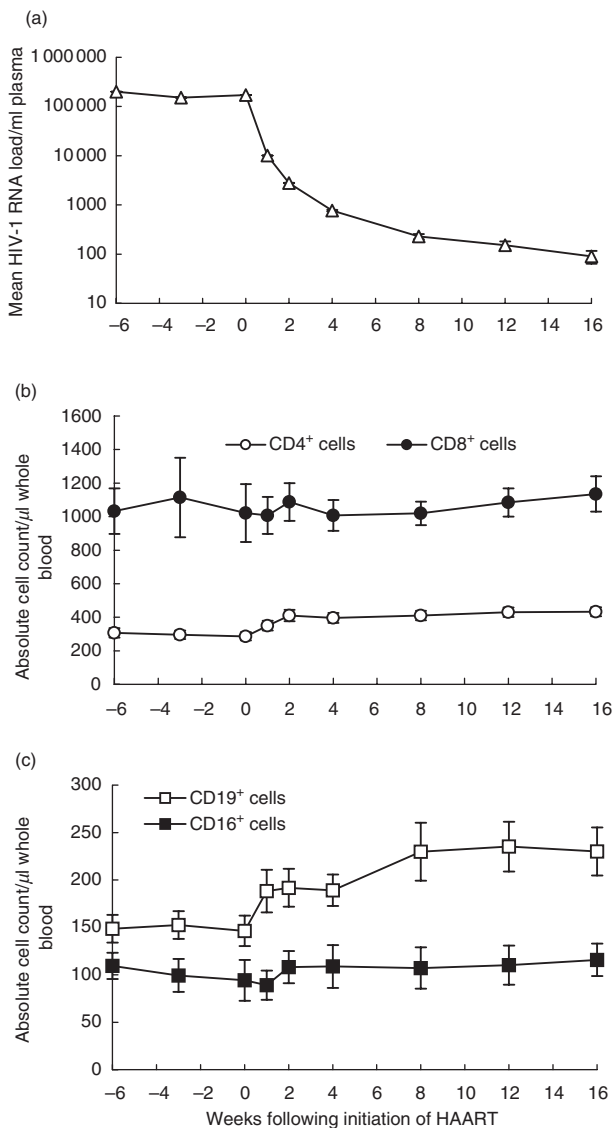 (a)
Mean HIV-1 RNA load/ml plasma
1 000 000
100 000
10 000
1000
100
10
–6 –4 –2 0 2 4 6 8 10 12 14 16
(b)
Absolute cell count/μl whole
blood
1600
1400
1200
1000
800
600
400
200
0
CD4⁺ cells CD8⁺ cells
–6 –4 –2 0 2 4 6 8 10 12 14 16
(c)
Absolute cell count/μl whole
blood
300
250
200
150
100
50
0
CD19⁺ cells
CD16⁺ cells
–6 –4 –2 0 2 4 6 8 10 12 14 16
Weeks following initiation of HAART